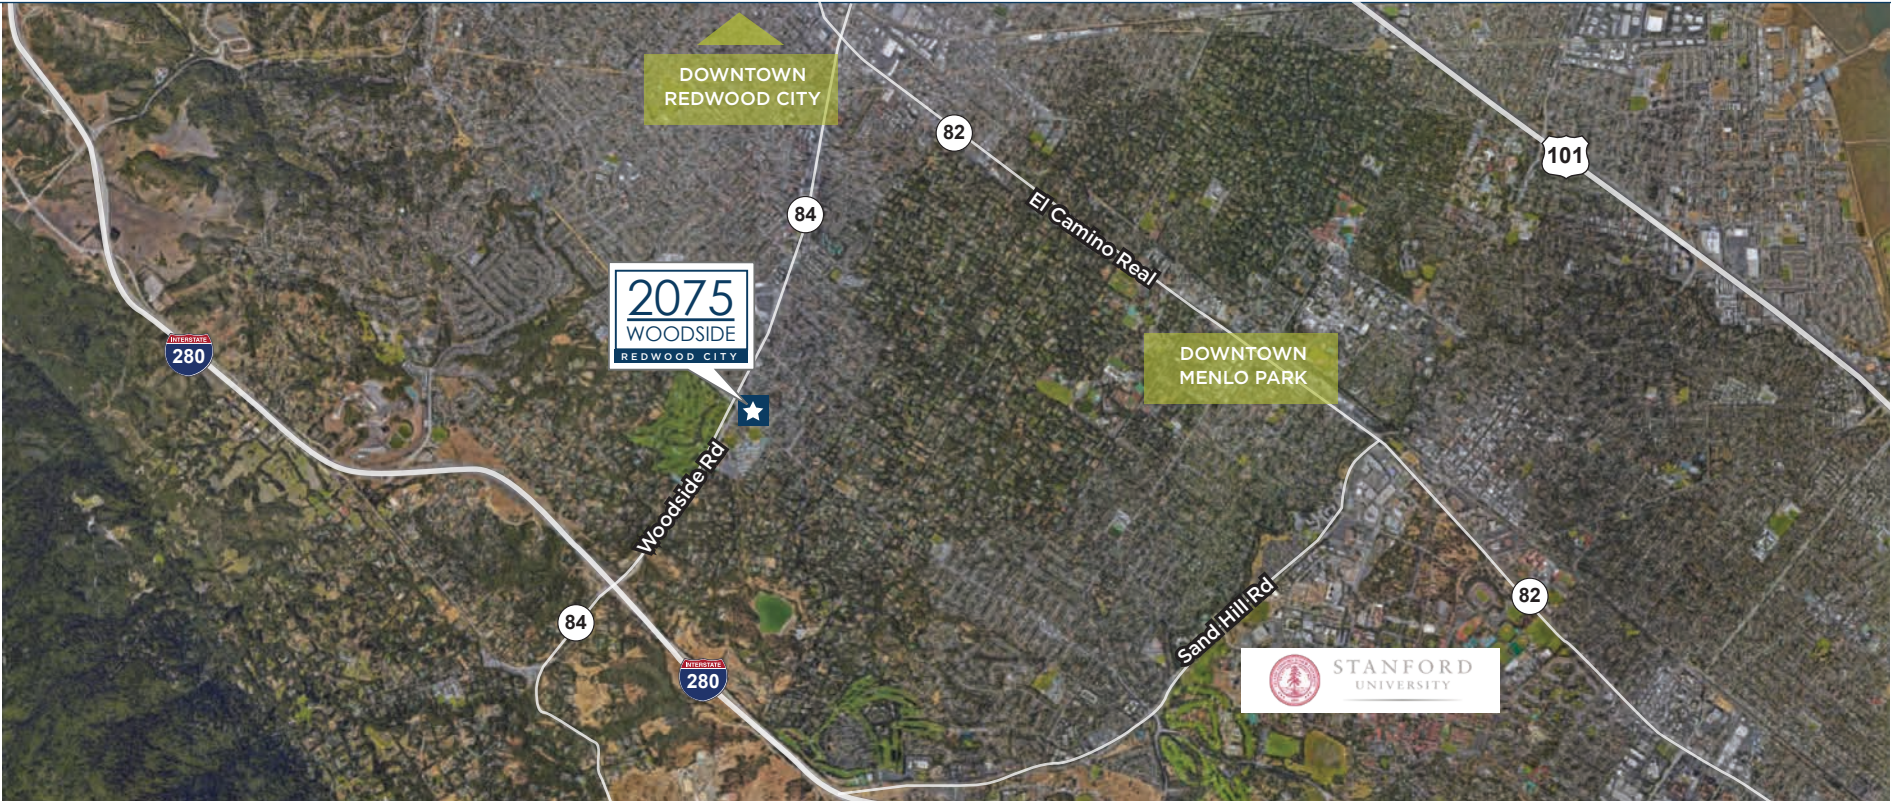 DOWNTOWN
REDWOOD CITY
82
101
84
El Camino Real
2075
WOODSIDE
REDWOOD CITY
INTERSTATE
280
DOWNTOWN
MENLO PARK
Woodside Rd
Sand Hill Rd
82
84
INTERSTATE
280
STANFORD
UNIVERSITY